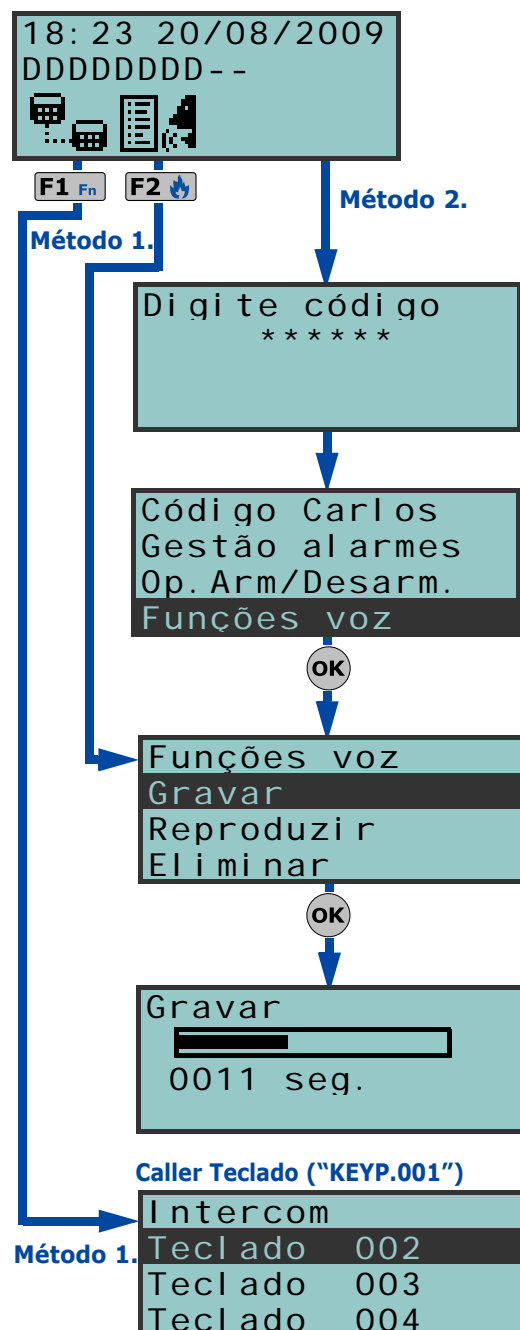 18:23 20/08/2009
DDDDDDDD--
F1 Fn F2
Método 2.
Método 1.
Digite código
******
Código Carlos
Gestão alarmes
Op.Arm/Desarm.
Funções voz
OK
Funções voz
Gravar
Reproduzir
Eliminar
OK
Gravar
0011 seg.
Caller Teclado (“KEYP.001”)
Intercom
Método 1.
Teclado 002
Teclado 003
Teclado 004